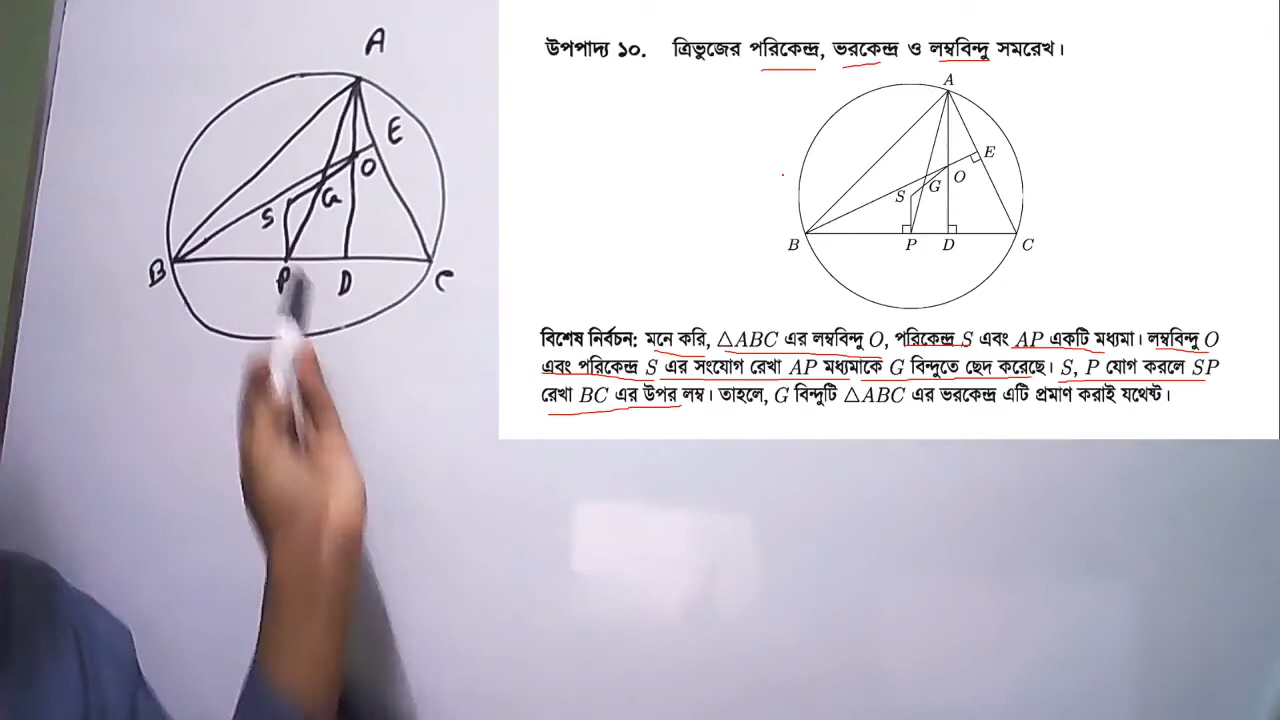 উপপাদ্য ১০. ত্রিভুজের পরিকেন্দ্র, ভরকেন্দ্র ও লম্ববিন্দু সমরেখ।
A
E
O
G
S
B P D C
A
E
O
G
S
B P D C
বিশেষ নির্বচন: মনে করি, △ABC এর লম্ববিন্দু O, পরিকেন্দ্র S এবং AP একটি মধ্যমা। লম্ববিন্দু O
এবং পরিকেন্দ্র S এর সংযোগ রেখা AP মধ্যমাকে G বিন্দুতে ছেদ করেছে। S, P যোগ করলে SP
রেখা BC এর উপর লম্ব। তাহলে, G বিন্দুটি △ABC এর ভরকেন্দ্র এটি প্রমাণ করাই যথেষ্ট।